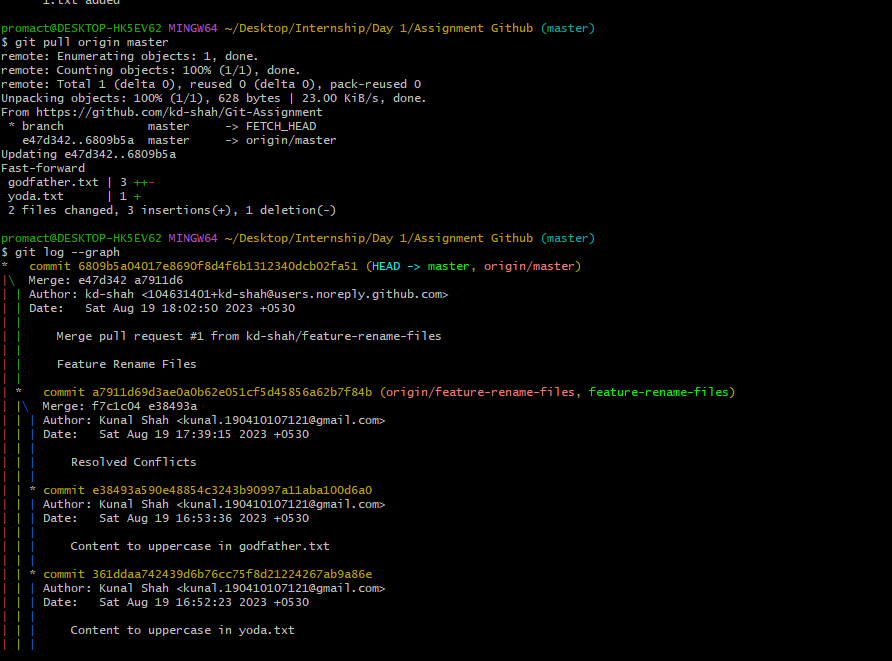 1.txt added
promact@DESKTOP-HK5EV62 MINGW64 ~/Desktop/Internship/Day 1/Assignment Github (master)
$ git pull origin master
remote: Enumerating objects: 1, done.
remote: Counting objects: 100% (1/1), done.
remote: Total 1 (delta 0), reused 0 (delta 0), pack-reused 0
Unpacking objects: 100% (1/1), 628 bytes | 23.00 KiB/s, done.
From https://github.com/kd-shah/Git-Assignment
 * branch            master     -> FETCH_HEAD
   e47d342..6809b5a  master     -> origin/master
Updating e47d342..6809b5a
Fast-forward
 godfather.txt | 3 ++-
 yoda.txt      | 1 +
 2 files changed, 3 insertions(+), 1 deletion(-)
promact@DESKTOP-HK5EV62 MINGW64 ~/Desktop/Internship/Day 1/Assignment Github (master)
$ git log --graph
*   commit 6809b5a04017e8690f8d4f6b1312340dcb02fa51 (HEAD -> master, origin/master)
|\  Merge: e47d342 a7911d6
| | Author: kd-shah <104631401+kd-shah@users.noreply.github.com>
| | Date:   Sat Aug 19 18:02:50 2023 +0530
| |
| |     Merge pull request #1 from kd-shah/feature-rename-files
| |
| |     Feature Rename Files
| |
| *   commit a7911d69d3ae0a0b62e051cf5d45856a62b7f84b (origin/feature-rename-files, feature-rename-files)
| |\  Merge: f7c1c04 e38493a
| | | Author: Kunal Shah <kunal.190410107121@gmail.com>
| | | Date:   Sat Aug 19 17:39:15 2023 +0530
| | |
| | |     Resolved Conflicts
| | |
| | * commit e38493a590e48854c3243b90997a11aba100d6a0
| | | Author: Kunal Shah <kunal.190410107121@gmail.com>
| | | Date:   Sat Aug 19 16:53:36 2023 +0530
| | |
| | |     Content to uppercase in godfather.txt
| | |
| | * commit 361ddaa742439d6b76cc75f8d21224267ab9a86e
| | | Author: Kunal Shah <kunal.190410107121@gmail.com>
| | | Date:   Sat Aug 19 16:52:23 2023 +0530
| | |
| | |     Content to uppercase in yoda.txt
| | |